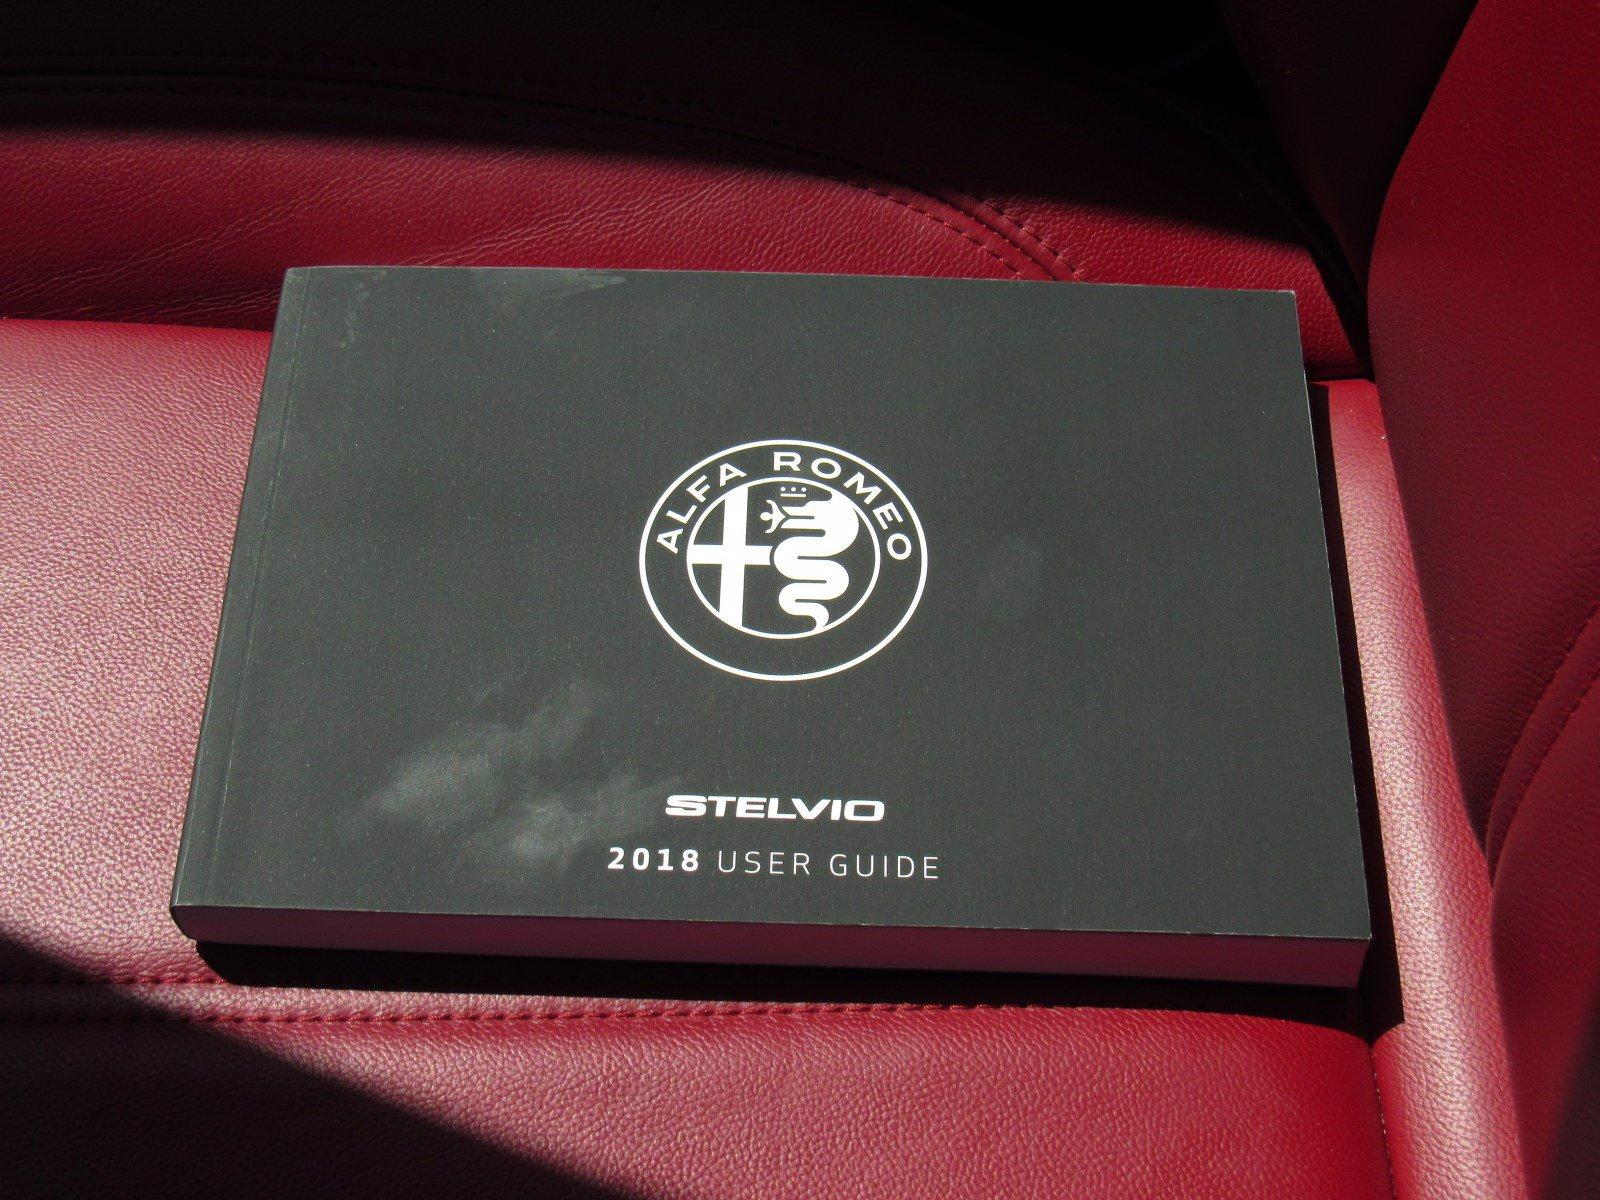 ALFA ROMEO
STELVIO
2018 USER GUIDE